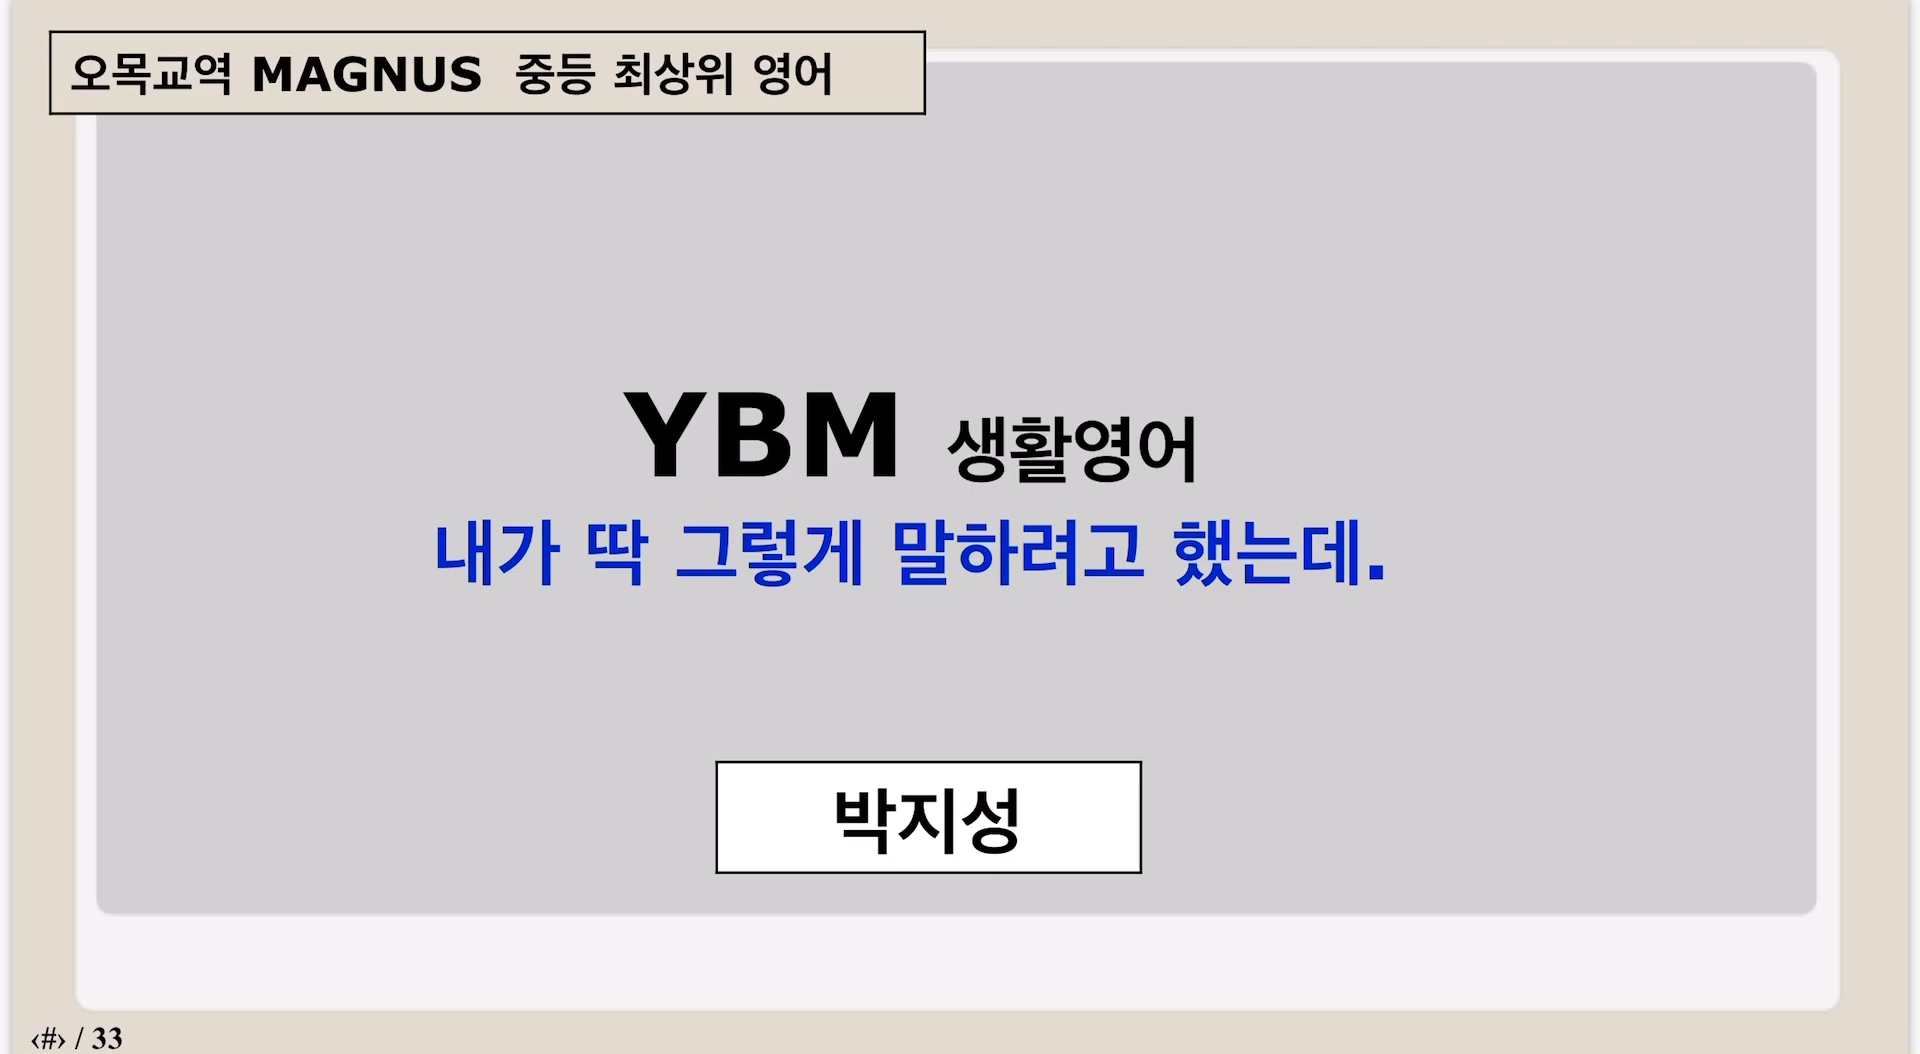 오목교역 MAGNUS 중등 최상위 영어
YBM 생활영어
내가 딱 그렇게 말하려고 했는데.
박지성
‹#› / 33